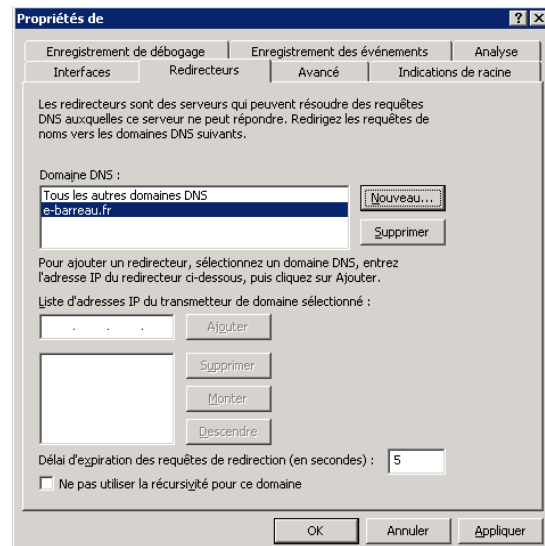 Propriétés de
Enregistrement de débogage Enregistrement des événements Analyse
Interfaces Redirecteurs Avancé Indications de racine
Les redirecteurs sont des serveurs qui peuvent résoudre des requêtes
DNS auxquelles ce serveur ne peut répondre. Redirigez les requêtes de
noms vers les domaines DNS suivants.
Domaine DNS :
Tous les autres domaines DNS
e-barreau.fr
Nouveau...
Supprimer
Pour ajouter un redirecteur, sélectionnez un domaine DNS, entrez
l'adresse IP du redirecteur ci-dessous, puis cliquez sur Ajouter.
Liste d'adresses IP du transmetteur de domaine sélectionné :
. . . Ajouter
Supprimer
Monter
Descendre
Délai d'expiration des requêtes de redirection (en secondes) : 5
Ne pas utiliser la récursivité pour ce domaine
OK Annuler Appliquer